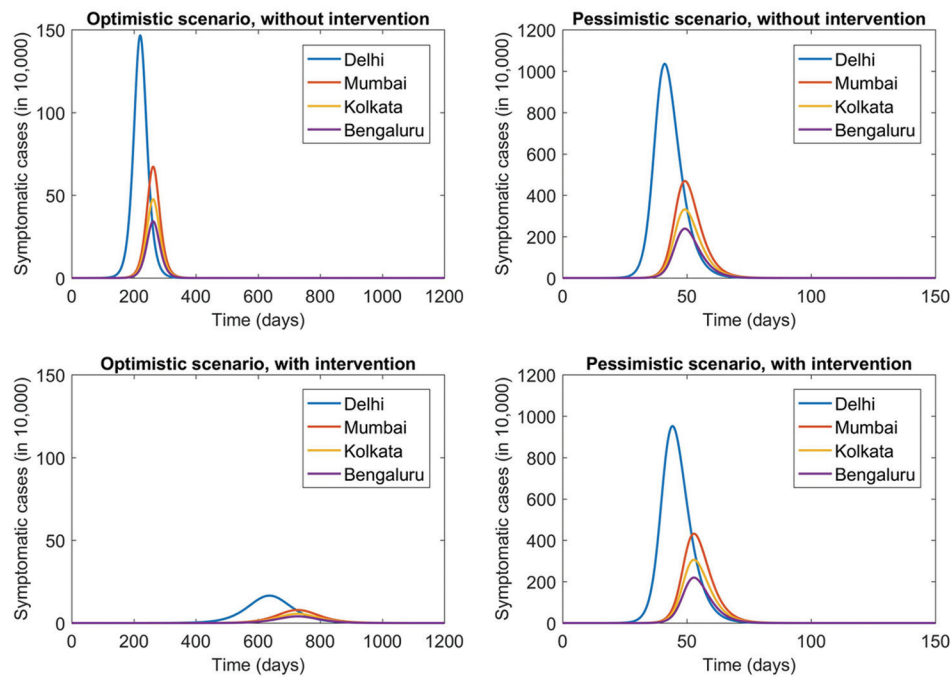 Optimistic scenario, without intervention
Symptomatic cases (in 10,000)
150
100
50
0
Delhi
Mumbai
Kolkata
Bengaluru
0 200 400 600 800 1000 1200
Time (days)
Pessimistic scenario, without intervention
Symptomatic cases (in 10,000)
1200
1000
800
600
400
200
0
Delhi
Mumbai
Kolkata
Bengaluru
0 50 100 150
Time (days)
Optimistic scenario, with intervention
Symptomatic cases (in 10,000)
150
100
50
0
Delhi
Mumbai
Kolkata
Bengaluru
0 200 400 600 800 1000 1200
Time (days)
Pessimistic scenario, with intervention
Symptomatic cases (in 10,000)
1200
1000
800
600
400
200
0
Delhi
Mumbai
Kolkata
Bengaluru
0 50 100 150
Time (days)